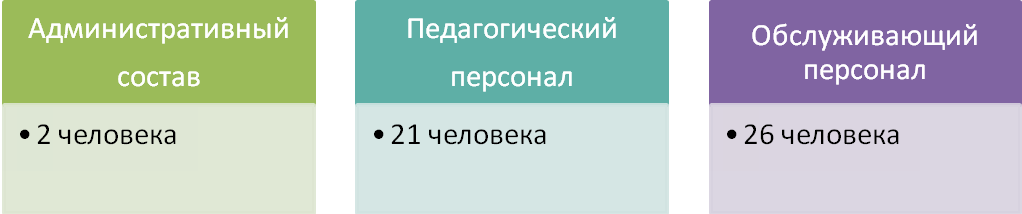 Административный
состав
• 2 человека
Педагогический
персонал
• 21 человека
Обслуживающий
персонал
• 26 человека